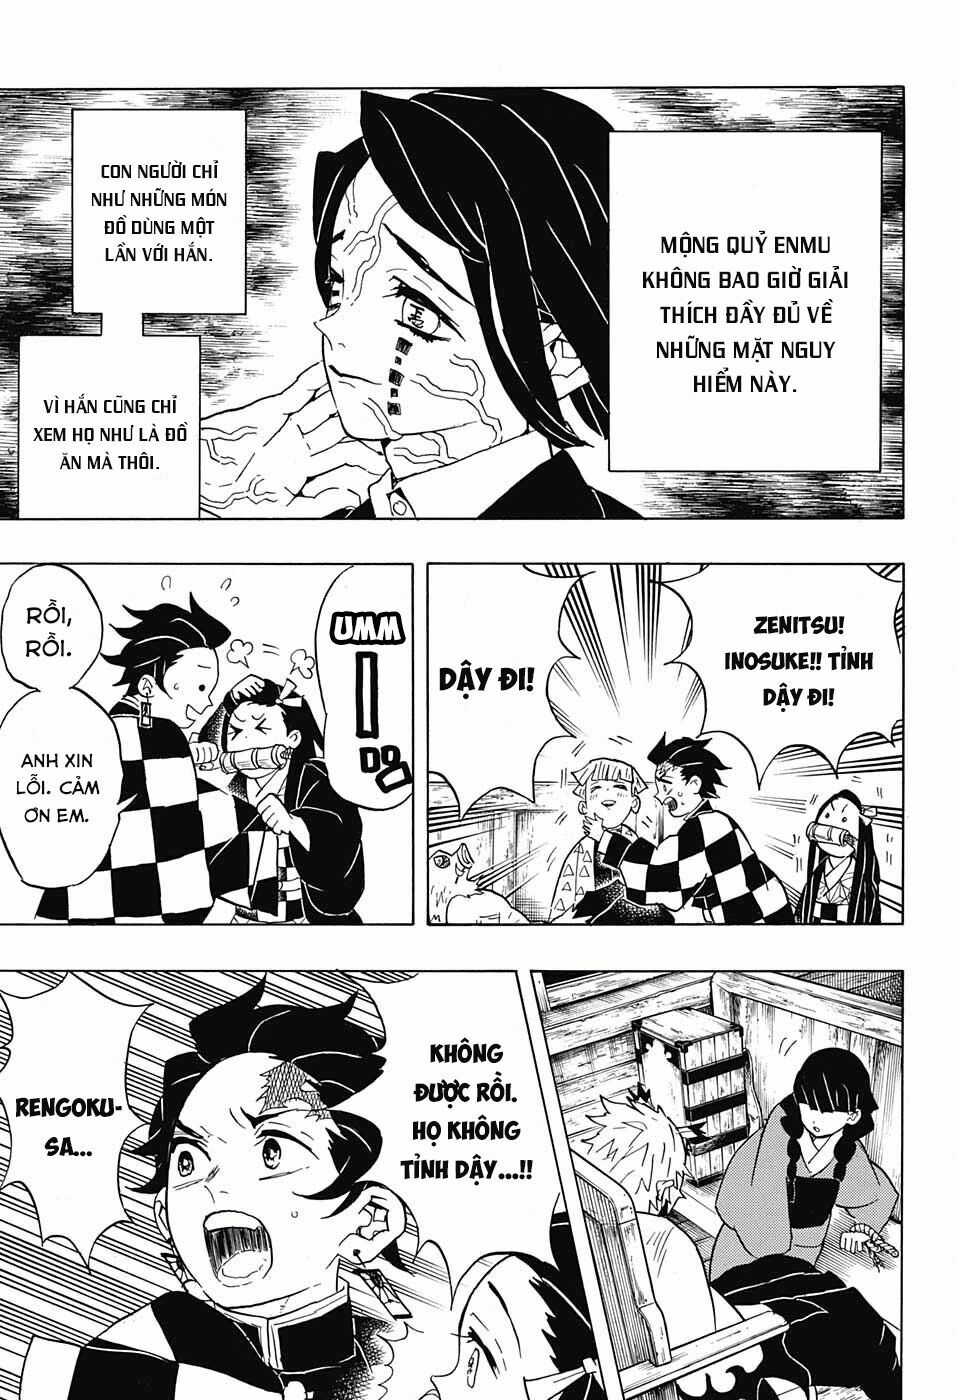 MỘNG QUỶ ENMU
KHÔNG BAO GIỜ GIẢI
THÍCH ĐẦY ĐỦ VỀ
NHỮNG MẶT NGUY
HIỂM NÀY.
CON NGƯỜI CHỈ
NHƯ NHỮNG MÓN
ĐỒ DÙNG MỘT
LẦN VỚI HẮN.
VÌ HẮN CŨNG CHỈ
XEM HỌ NHƯ LÀ ĐỒ
ĂN MÀ THÔI.
ZENITSU!
INOSUKE!! TỈNH
DẬY ĐI!
DẬY ĐI!
UMM
RỒI,
RỒI.
ANH XIN
LỖI. CẢM
ƠN EM.
KHÔNG
ĐƯỢC RỒI.
HỌ KHÔNG
TỈNH DẬY...!!
RENGOKU-
SA...